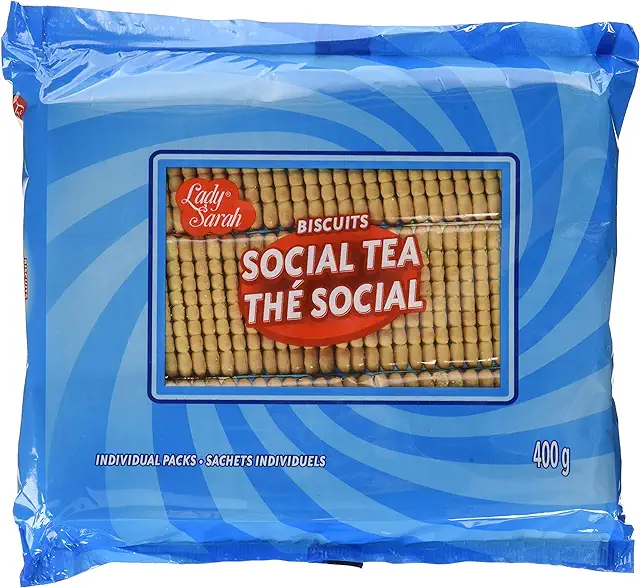 Lady®
Sarah
BISCUITS
SOCIAL TEA
THÉ SOCIAL
INDIVIDUAL PACKS • SACHETS INDIVIDUELS
400 g